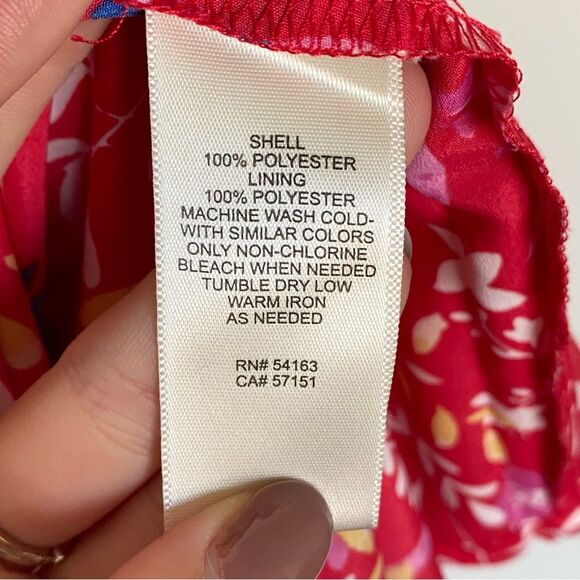 SHELL
100% POLYESTER
LINING
100% POLYESTER
MACHINE WASH COLD-
WITH SIMILAR COLORS
ONLY NON-CHLORINE
BLEACH WHEN NEEDED
TUMBLE DRY LOW
WARM IRON
AS NEEDED
RN# 54163
CA# 57151